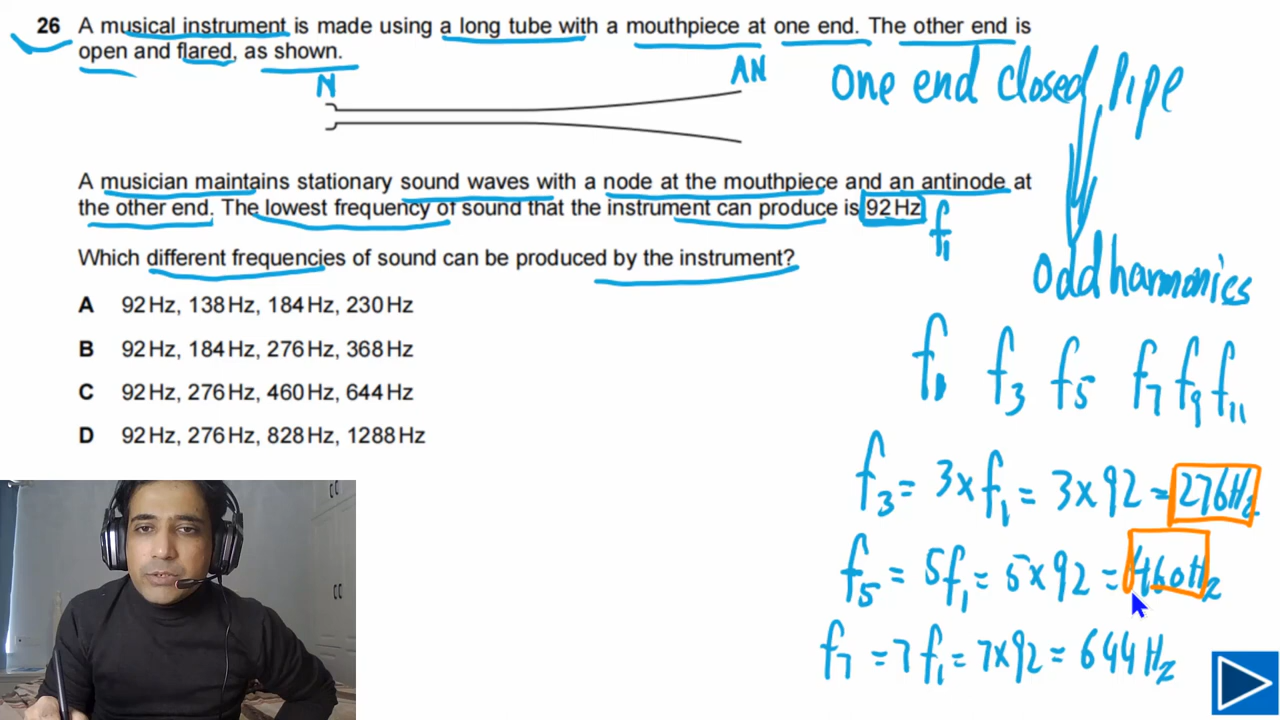 26 A musical instrument is made using a long tube with a mouthpiece at one end. The other end is
open and flared, as shown.
N
AN
One end closed pipe
A musician maintains stationary sound waves with a node at the mouthpiece and an antinode at
the other end. The lowest frequency of sound that the instrument can produce is 92 Hz.
f1
Which different frequencies of sound can be produced by the instrument?
Odd harmonics
A 92 Hz, 138 Hz, 184 Hz, 230 Hz
B 92 Hz, 184 Hz, 276 Hz, 368 Hz
C 92 Hz, 276 Hz, 460 Hz, 644 Hz
D 92 Hz, 276 Hz, 828 Hz, 1288 Hz
f1 f3 f5 f7 f9 f11
f3 = 3 x f1 = 3 x 92 = 276 Hz
f5 = 5f1 = 5 x 92 = 460 Hz
f7 = 7f1 = 7 x 92 = 644 Hz